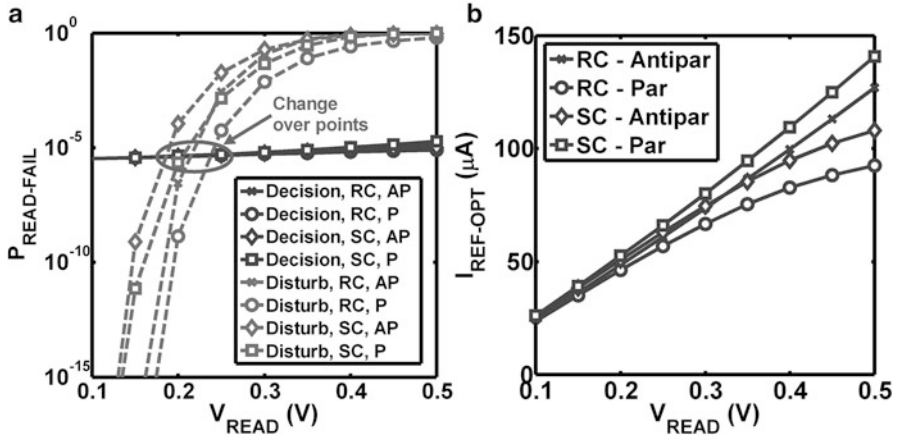 a
10^0
10^-5
10^-10
10^-15
P_READ-FAIL
Change
over points
Decision, RC, AP
Decision, RC, P
Decision, SC, AP
Decision, SC, P
Disturb, RC, AP
Disturb, RC, P
Disturb, SC, AP
Disturb, SC, P
0.1 0.2 0.3 0.4 0.5
V_READ (V)
b
150
100
50
0
I_REF-OPT (μA)
RC - Antipar
RC - Par
SC - Antipar
SC - Par
0.1 0.2 0.3 0.4 0.5
V_READ (V)